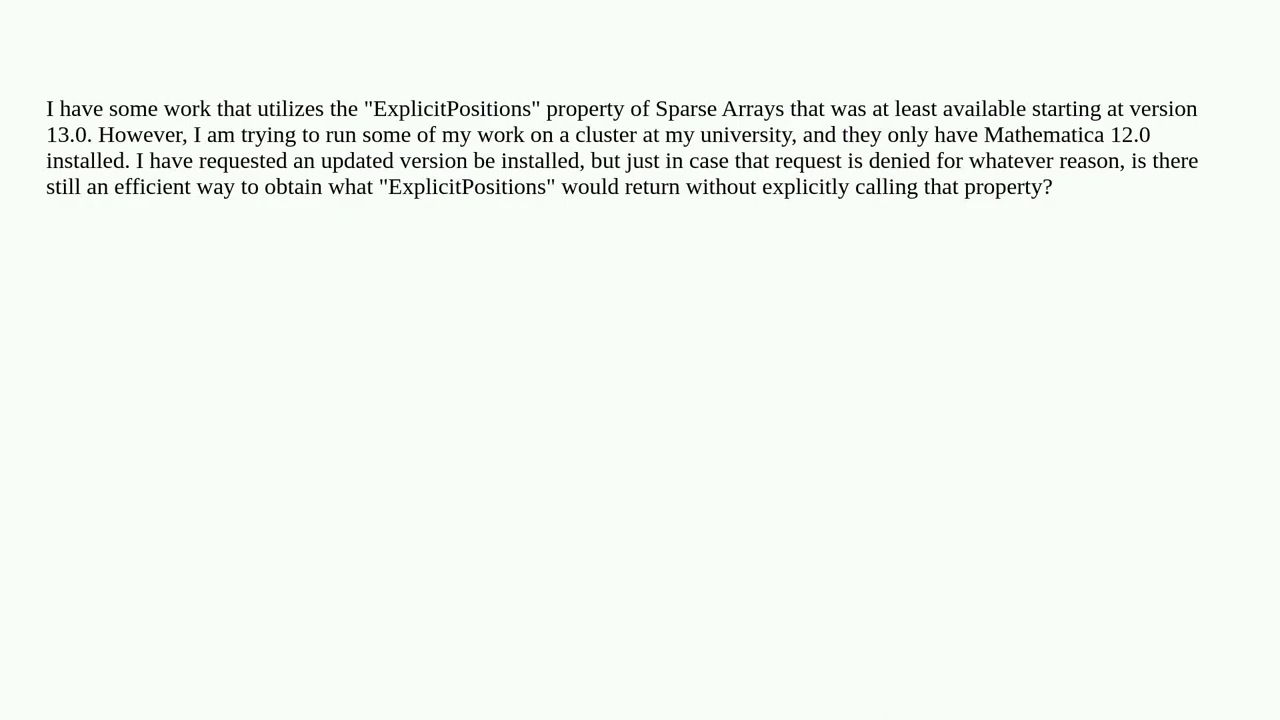 I have some work that utilizes the "ExplicitPositions" property of Sparse Arrays that was at least available starting at version
13.0. However, I am trying to run some of my work on a cluster at my university, and they only have Mathematica 12.0
installed. I have requested an updated version be installed, but just in case that request is denied for whatever reason, is there
still an efficient way to obtain what "ExplicitPositions" would return without explicitly calling that property?